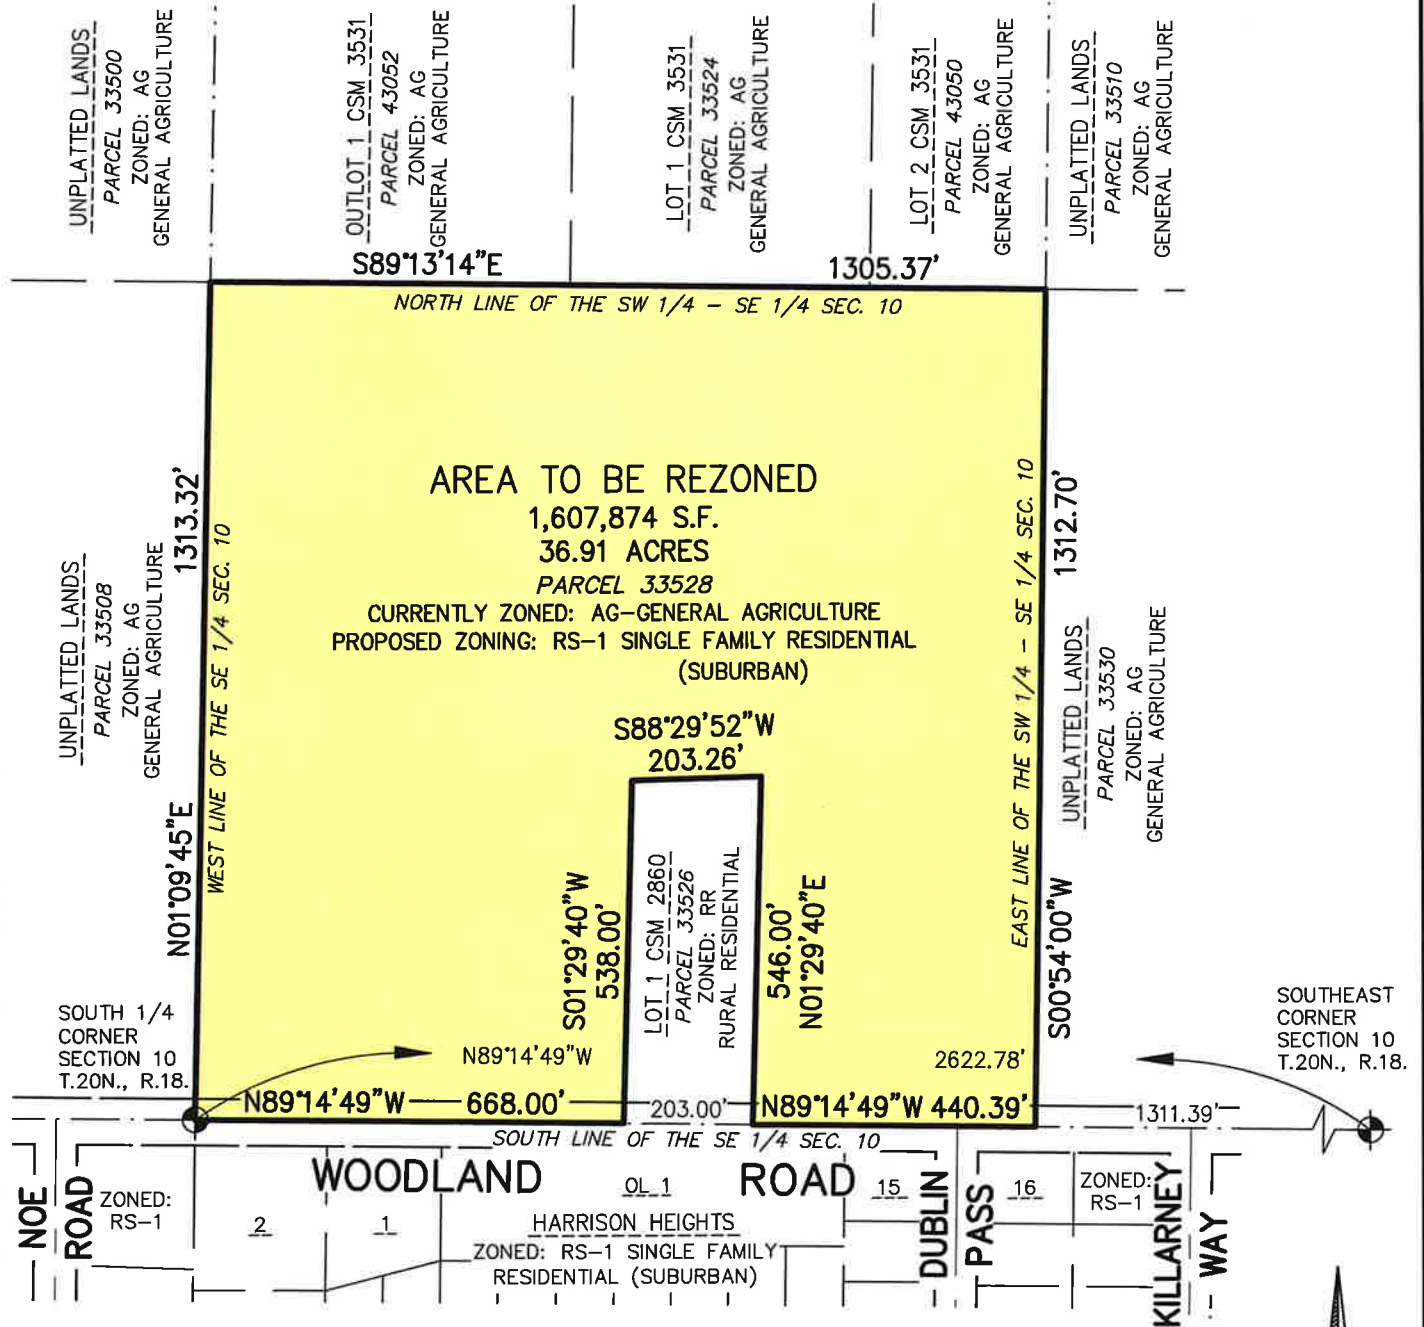 UNPLATTED LANDS
PARCEL 33500
ZONED: AG
GENERAL AGRICULTURE
OUTLOT 1 CSM 3531
PARCEL 43052
ZONED: AG
GENERAL AGRICULTURE
LOT 1 CSM 3531
PARCEL 33524
ZONED: AG
GENERAL AGRICULTURE
LOT 2 CSM 3531
PARCEL 43050
ZONED: AG
GENERAL AGRICULTURE
UNPLATTED LANDS
PARCEL 33510
ZONED: AG
GENERAL AGRICULTURE
S89°13'14"E
1305.37'
NORTH LINE OF THE SW 1/4 - SE 1/4 SEC. 10
AREA TO BE REZONED
1,607,874 S.F.
36.91 ACRES
PARCEL 33528
CURRENTLY ZONED: AG-GENERAL AGRICULTURE
PROPOSED ZONING: RS-1 SINGLE FAMILY RESIDENTIAL
(SUBURBAN)
UNPLATTED LANDS
PARCEL 33508
ZONED: AG
GENERAL AGRICULTURE
N01°09'45"E
1313.32'
WEST LINE OF THE SE 1/4 SEC. 10
EAST LINE OF THE SW 1/4 - SE 1/4 SEC. 10
S00°54'00"W
1312.70'
UNPLATTED LANDS
PARCEL 33530
ZONED: AG
GENERAL AGRICULTURE
S88°29'52"W
203.26'
S01°29'40"W
538.00'
LOT 1 CSM 2860
PARCEL 33526
ZONED: RR
RURAL RESIDENTIAL
546.00'
N01°29'40"E
SOUTH 1/4
CORNER
SECTION 10
T.20N., R.18.
SOUTHEAST
CORNER
SECTION 10
T.20N., R.18.
N89°14'49"W
2622.78'
N89°14'49"W
668.00'
203.00'
N89°14'49"W 440.39'
1311.39'
SOUTH LINE OF THE SE 1/4 SEC. 10
WOODLAND ROAD
NOE
ROAD
ZONED:
RS-1
2
1
OL 1
HARRISON HEIGHTS
ZONED: RS-1 SINGLE FAMILY
RESIDENTIAL (SUBURBAN)
15
DUBLIN
PASS
16
ZONED:
RS-1
KILLARNEY
WAY